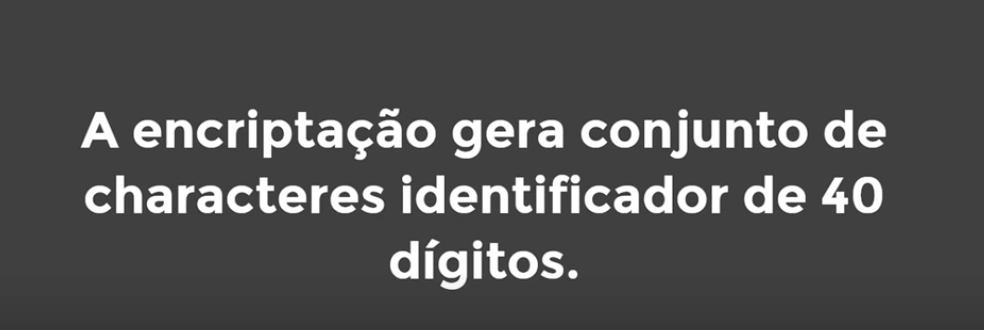 A encriptação gera conjunto de
characteres identificador de 40
dígitos.